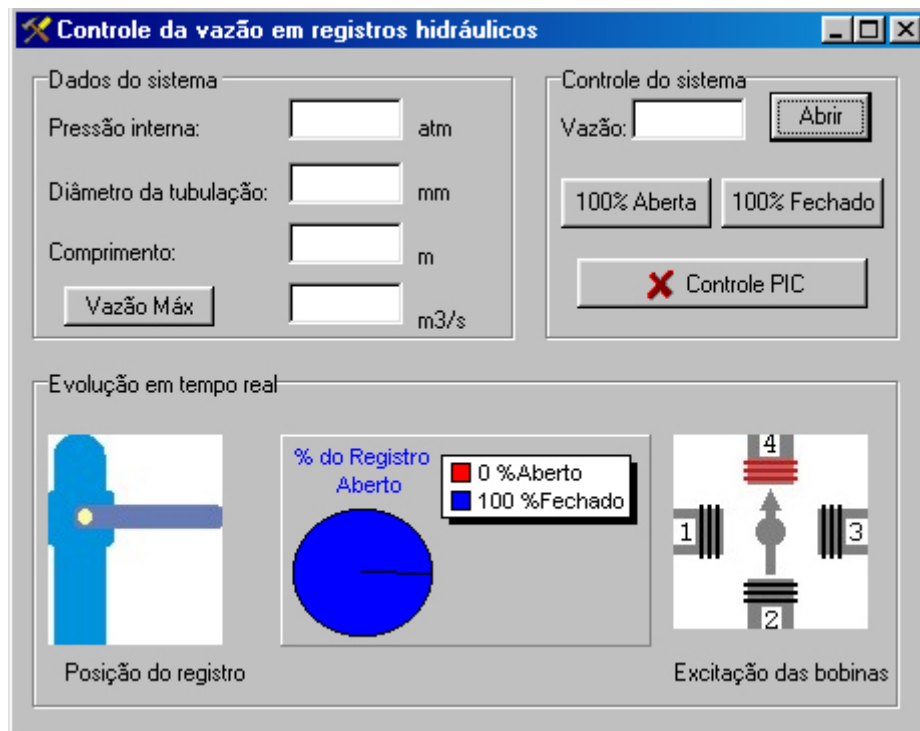 Controle da vazão em registros hidráulicos
Dados do sistema
Pressão interna: atm
Diâmetro da tubulação: mm
Comprimento: m
Vazão Máx m3/s
Controle do sistema
Vazão: Abrir
100% Aberta 100% Fechado
Controle PIC
Evolução em tempo real
% do Registro
Aberto
0 %Aberto
100 %Fechado
4
1 3
2
Posição do registro
Excitação das bobinas